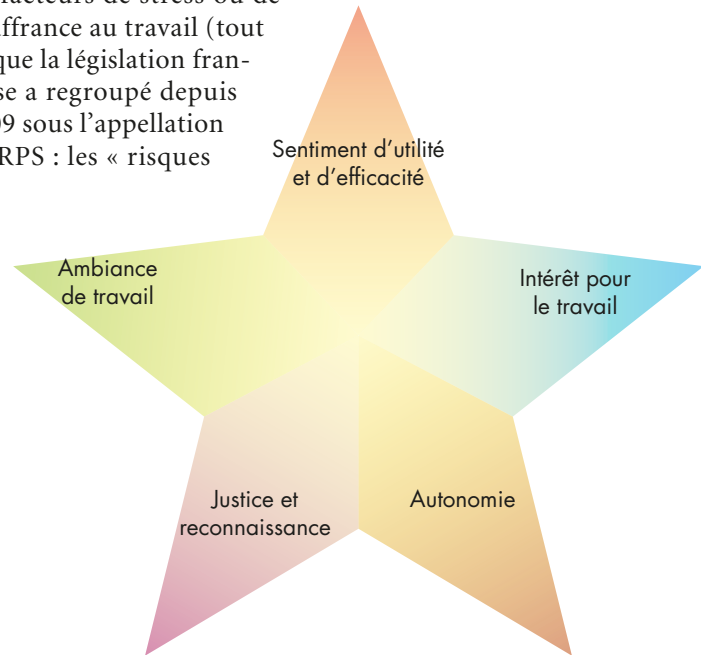 facteurs de stress ou de
ffrance au travail (tout
que la législation fran-
se a regroupé depuis
09 sous l'appellation
RPS : les « risques
Sentiment d'utilité
et d'efficacité
Ambiance
de travail
Intérêt pour
le travail
Justice et
reconnaissance
Autonomie